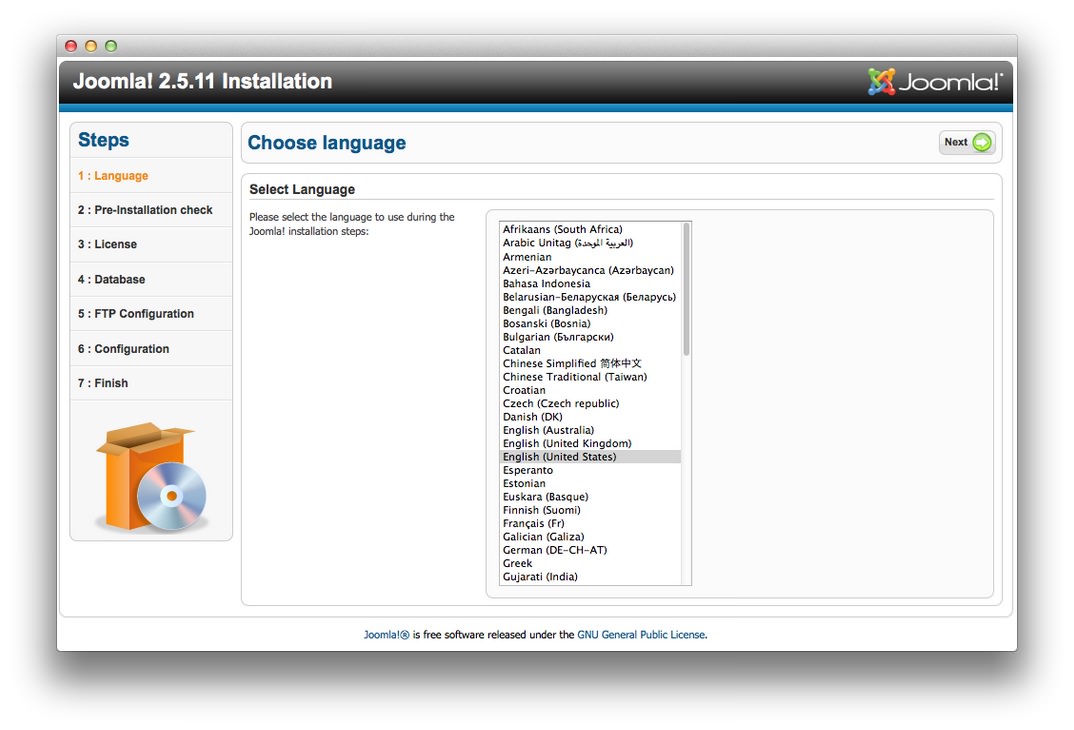 Joomla! 2.5.11 Installation
Joomla!
Steps
1 : Language
2 : Pre-Installation check
3 : License
4 : Database
5 : FTP Configuration
6 : Configuration
7 : Finish
Choose language
Next
Select Language
Please select the language to use during the
Joomla! installation steps:
Afrikaans (South Africa)
Arabic Unitag (العربية الموحدة)
Armenian
Azeri-Azərbaycanca (Azərbaycan)
Bahasa Indonesia
Belarusian-Беларуская (Беларусь)
Bengali (Bangladesh)
Bosanski (Bosnia)
Bulgarian (Български)
Catalan
Chinese Simplified 简体中文
Chinese Traditional (Taiwan)
Croatian
Czech (Czech republic)
Danish (DK)
English (Australia)
English (United Kingdom)
English (United States)
Esperanto
Estonian
Euskara (Basque)
Finnish (Suomi)
Français (Fr)
Galician (Galiza)
German (DE-CH-AT)
Greek
Gujarati (India)
Joomla!® is free software released under the GNU General Public License.